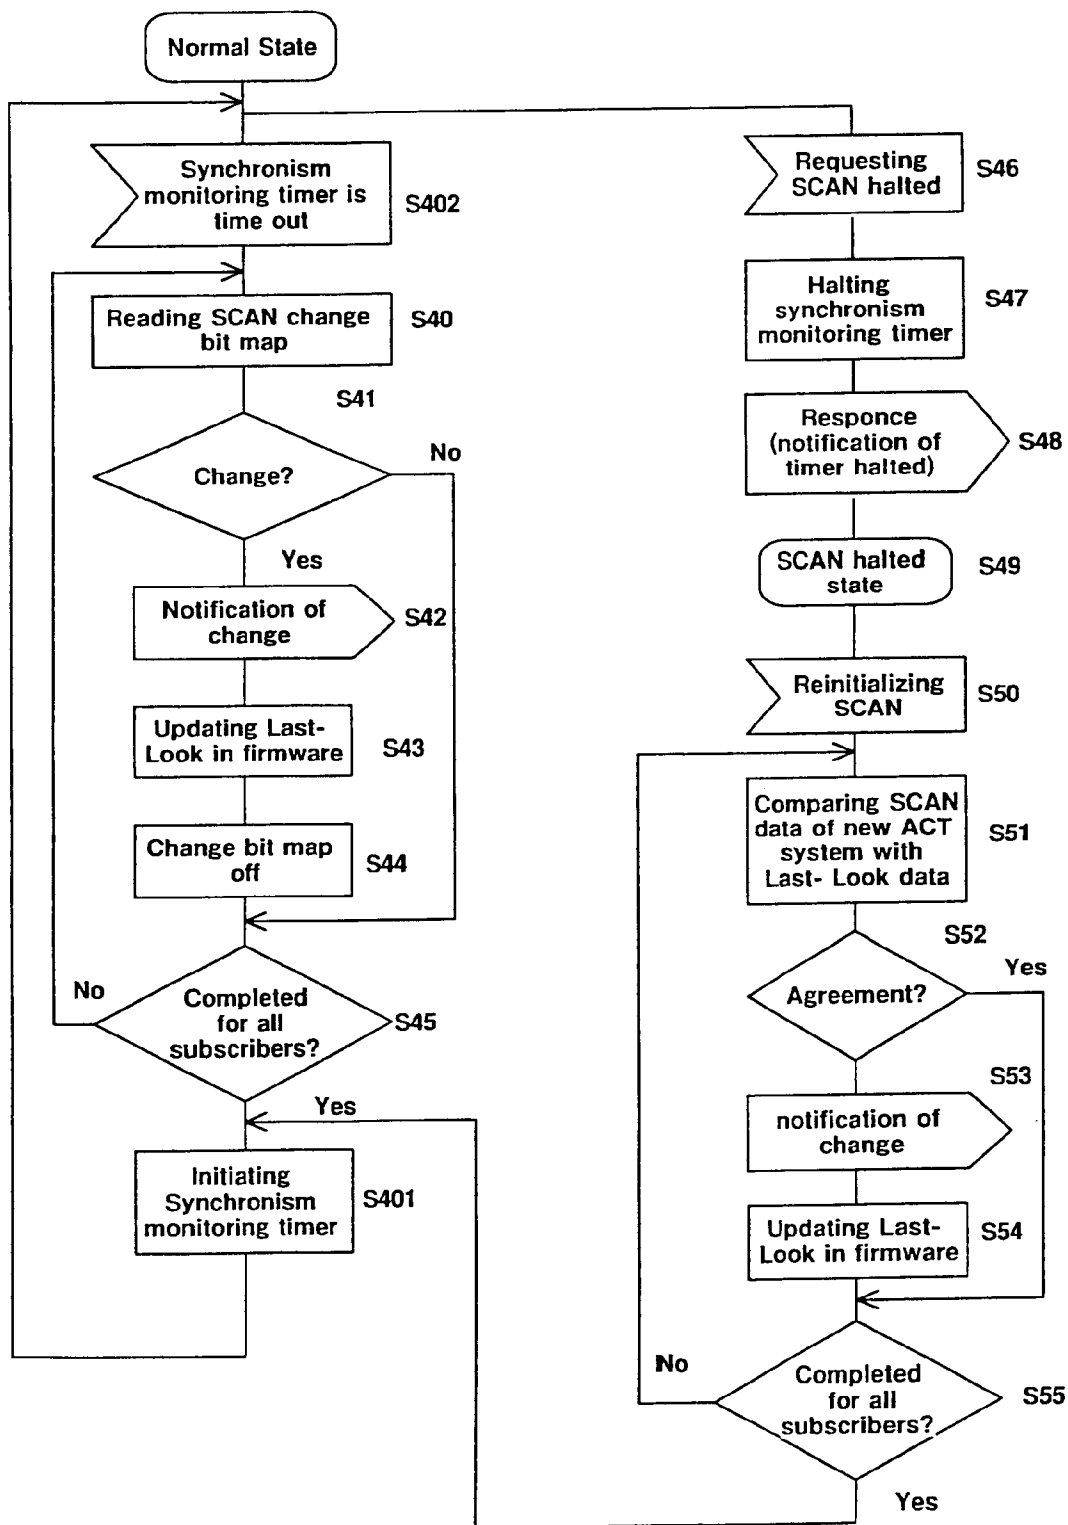 Normal State
Synchronism
monitoring timer is
time out
S402
Reading SCAN change
bit map
S40
S41
Change?
No
Yes
Notification of
change
S42
Updating Last-
Look in firmware
S43
Change bit map
off
S44
No
Completed
for all
subscribers?
S45
Yes
Initiating
Synchronism
monitoring timer
S401
Requesting
SCAN halted
S46
Halting
synchronism
monitoring timer
S47
Responce
(notification of
timer halted)
S48
SCAN halted
state
S49
Reinitializing
SCAN
S50
Comparing SCAN
data of new ACT
system with
Last- Look data
S51
S52
Agreement?
Yes
S53
notification of
change
Updating Last-
Look in firmware
S54
No
Completed
for all
subscribers?
S55
Yes